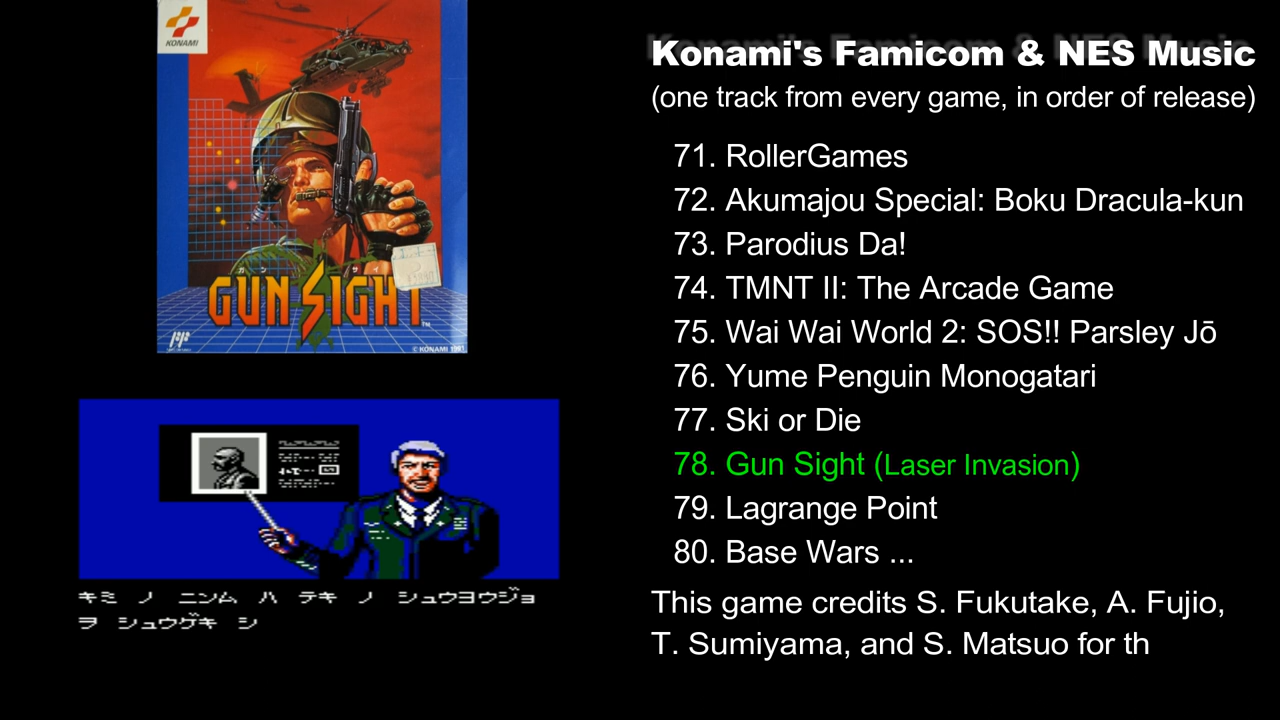 KONAMI
ガンサイ
GUN SIGHT
™
© KONAMI 1991
キミ ノ ニンム ハ テキ ノ シュウヨウジョ
ヲ シュウゲキ シ
Konami's Famicom & NES Music
(one track from every game, in order of release)
71. RollerGames
72. Akumajou Special: Boku Dracula-kun
73. Parodius Da!
74. TMNT II: The Arcade Game
75. Wai Wai World 2: SOS!! Parsley Jō
76. Yume Penguin Monogatari
77. Ski or Die
78. Gun Sight (Laser Invasion)
79. Lagrange Point
80. Base Wars ...
This game credits S. Fukutake, A. Fujio,
T. Sumiyama, and S. Matsuo for th